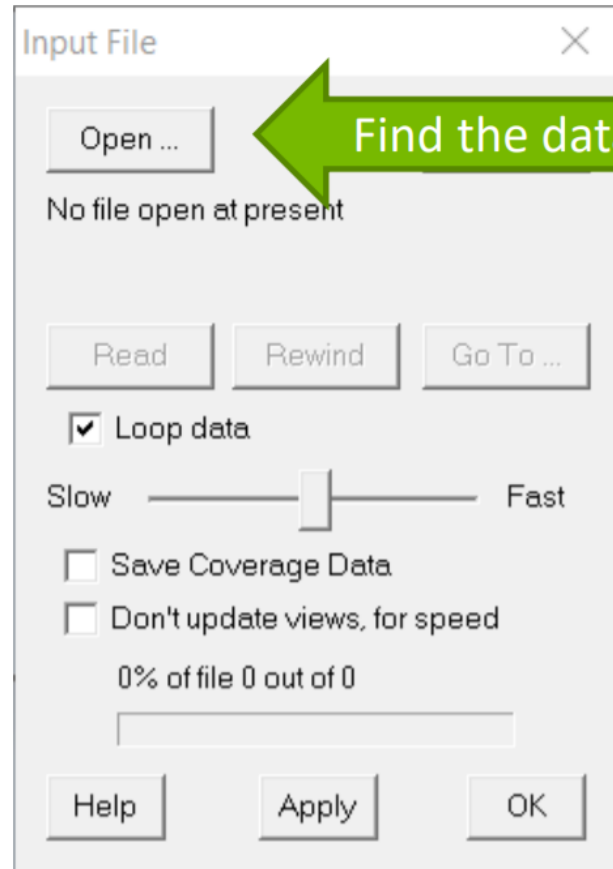 Input File
Open ...
Find the dat
No file open at present
Read Rewind Go To ...
Loop data
Slow Fast
Save Coverage Data
Don't update views, for speed
0% of file 0 out of 0
Help Apply OK